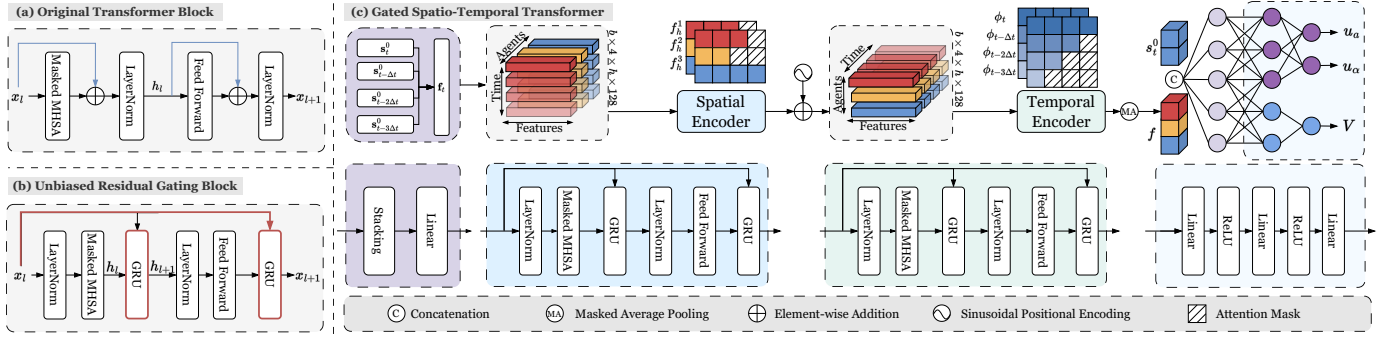 (a) Original Transformer Block
x_l
Masked MHSA
LayerNorm
h_l
Feed Forward
LayerNorm
x_{l+1}
(b) Unbiased Residual Gating Block
x_l
LayerNorm
Masked MHSA
h_l
GRU
h_{l+1}
LayerNorm
Feed Forward
GRU
x_{l+1}
(c) Gated Spatio-Temporal Transformer
s_t^0
s_{t-Δt}^0
s_{t-2Δt}^0
s_{t-3Δt}^0
f_t
Agents
Time
Features
b × 4 × h × 128
f_h^1
f_h^2
f_h^3
Spatial
Encoder
Time
Agents
Features
b × 4 × h × 128
ϕ_t
ϕ_{t-Δt}
ϕ_{t-2Δt}
ϕ_{t-3Δt}
Temporal
Encoder
MA
s_t^0
C
f
u_a
u_α
V
Stacking
Linear
LayerNorm
Masked MHSA
GRU
LayerNorm
Feed Forward
GRU
LayerNorm
Masked MHSA
GRU
LayerNorm
Feed Forward
GRU
Linear
ReLU
Linear
ReLU
Linear
C Concatenation
MA Masked Average Pooling
Element-wise Addition
Sinusoidal Positional Encoding
Attention Mask